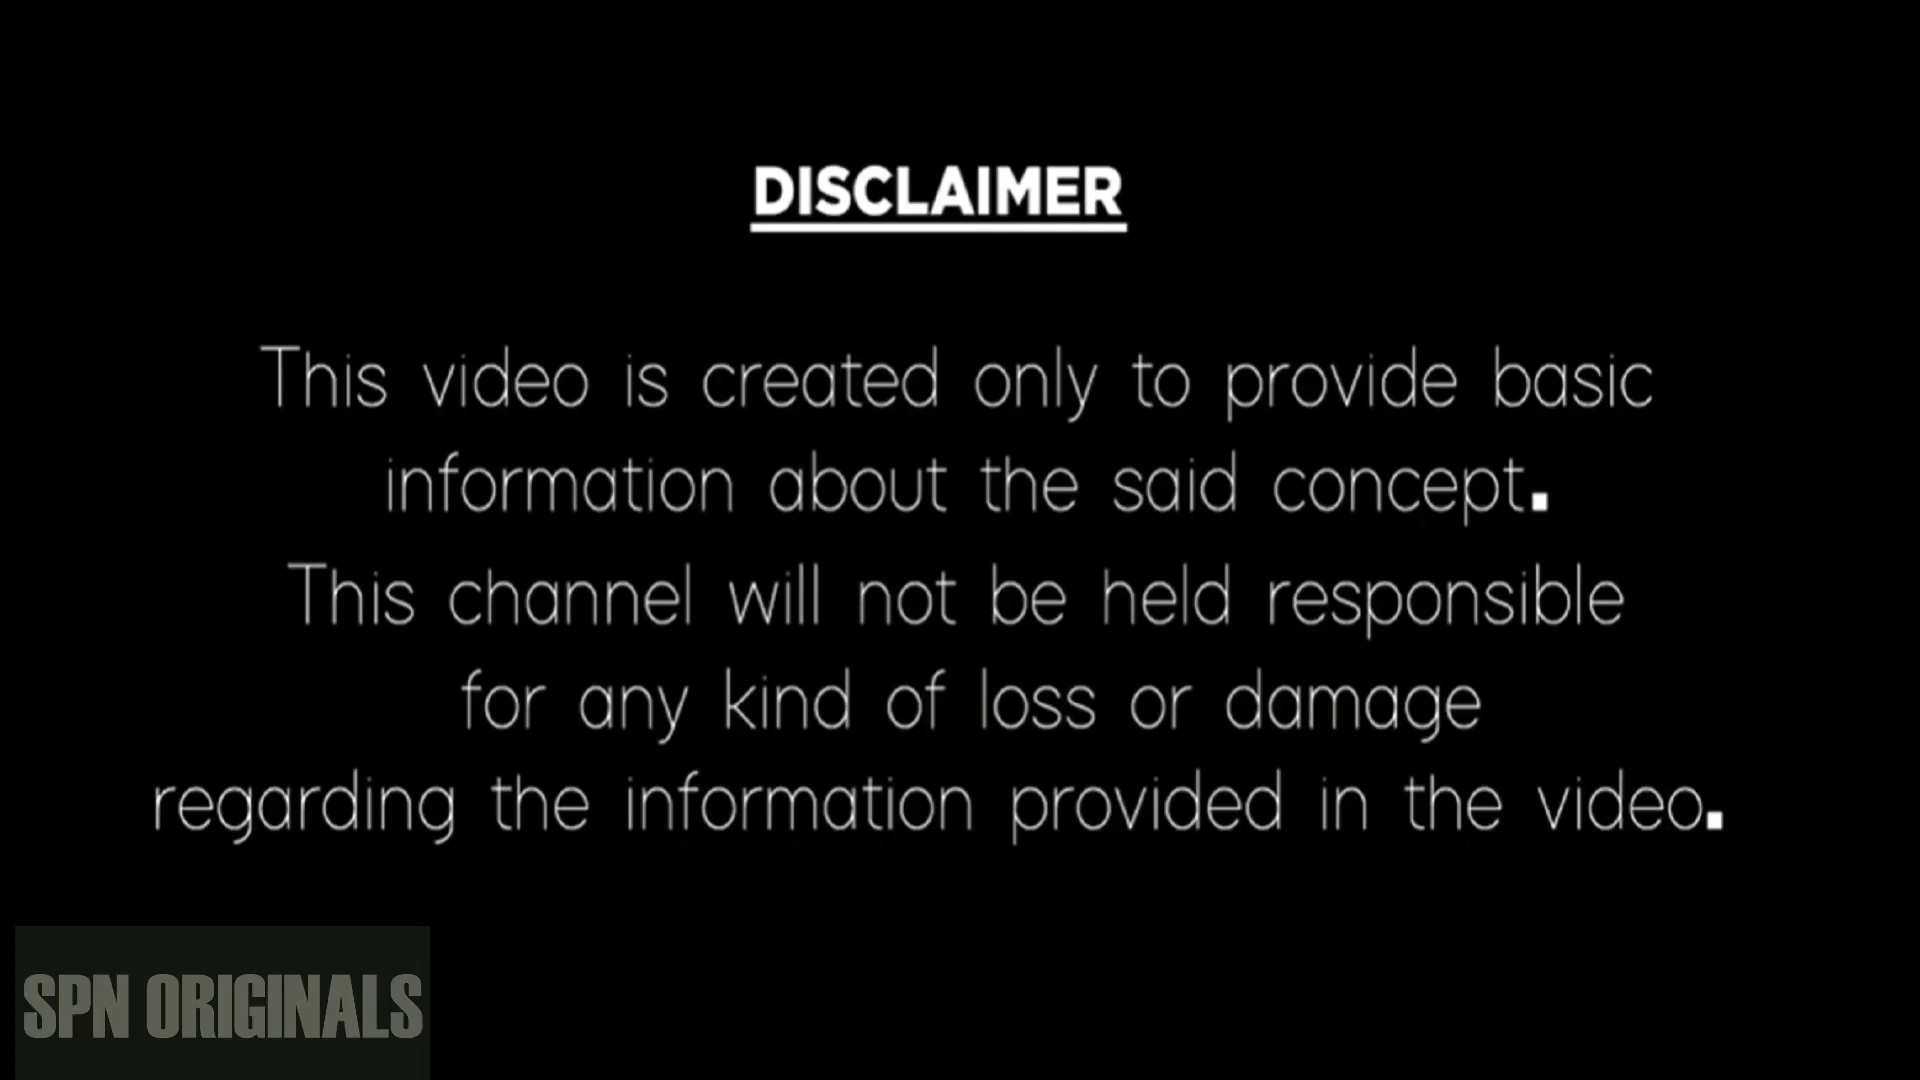 DISCLAIMER
This video is created only to provide basic
information about the said concept.
This channel will not be held responsible
for any kind of loss or damage
regarding the information provided in the video.
SPN ORIGINALS